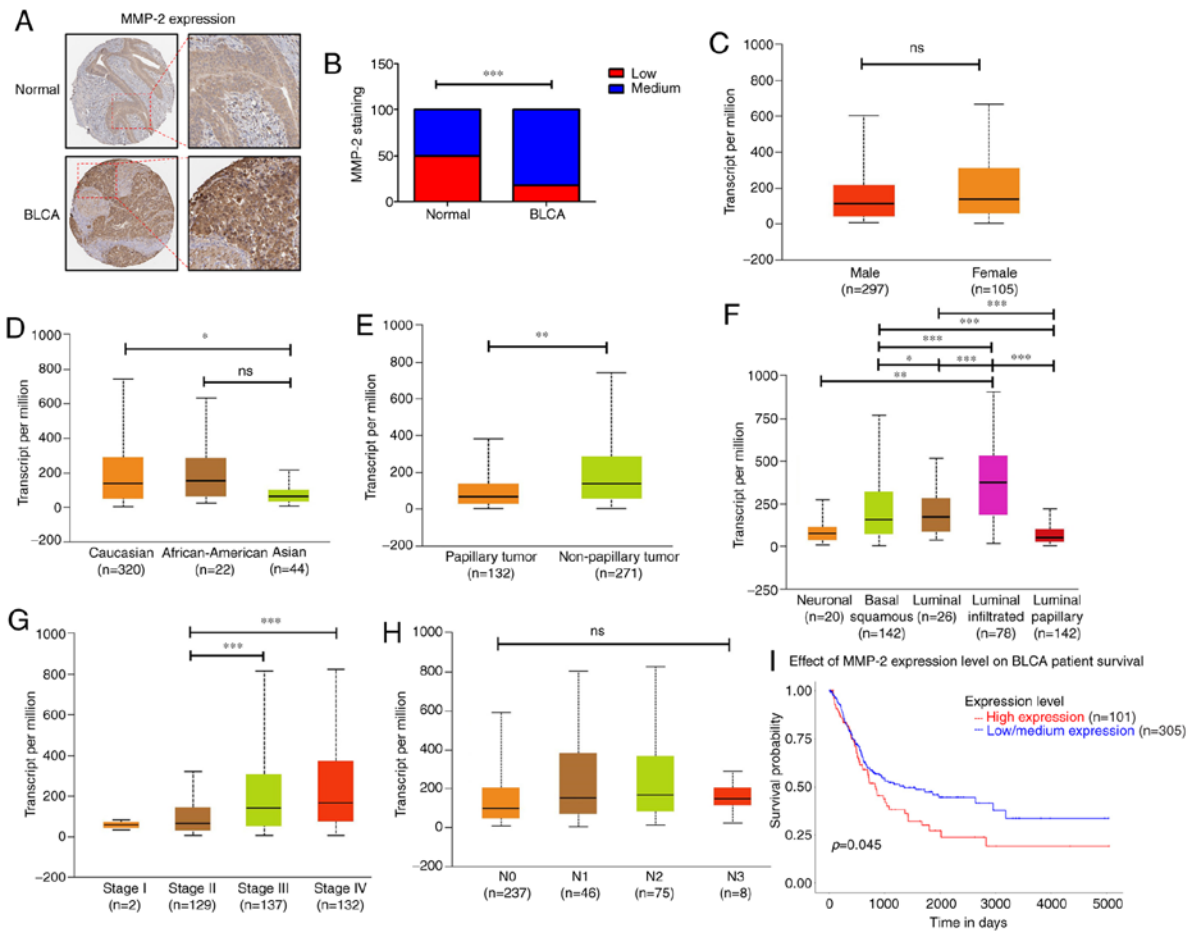 A
MMP-2 expression
Normal
BLCA
B
MMP-2 staining
150
100
50
0
***
Low
Medium
Normal
BLCA
C
Transcript per million
1000
800
600
400
200
0
−200
ns
Male
(n=297)
Female
(n=105)
D
Transcript per million
1000
800
600
400
200
0
−200
*
ns
Caucasian
(n=320)
African-American
(n=22)
Asian
(n=44)
E
Transcript per million
1000
800
600
400
200
0
−200
**
Papillary tumor
(n=132)
Non-papillary tumor
(n=271)
F
Transcript per million
1000
750
500
250
0
−250
***
***
***
* *** ***
**
Neuronal
(n=20)
Basal
squamous
(n=142)
Luminal
(n=26)
Luminal
infiltrated
(n=78)
Luminal
papillary
(n=142)
G
Transcript per million
1000
800
600
400
200
0
−200
***
***
Stage I
(n=2)
Stage II
(n=129)
Stage III
(n=137)
Stage IV
(n=132)
H
Transcript per million
1000
800
600
400
200
0
−200
ns
N0
(n=237)
N1
(n=46)
N2
(n=75)
N3
(n=8)
I
Effect of MMP-2 expression level on BLCA patient survival
Survival probability
1.00
0.75
0.50
0.25
0.00
Expression level
High expression (n=101)
Low/medium expression (n=305)
p=0.045
0 1000 2000 3000 4000 5000
Time in days